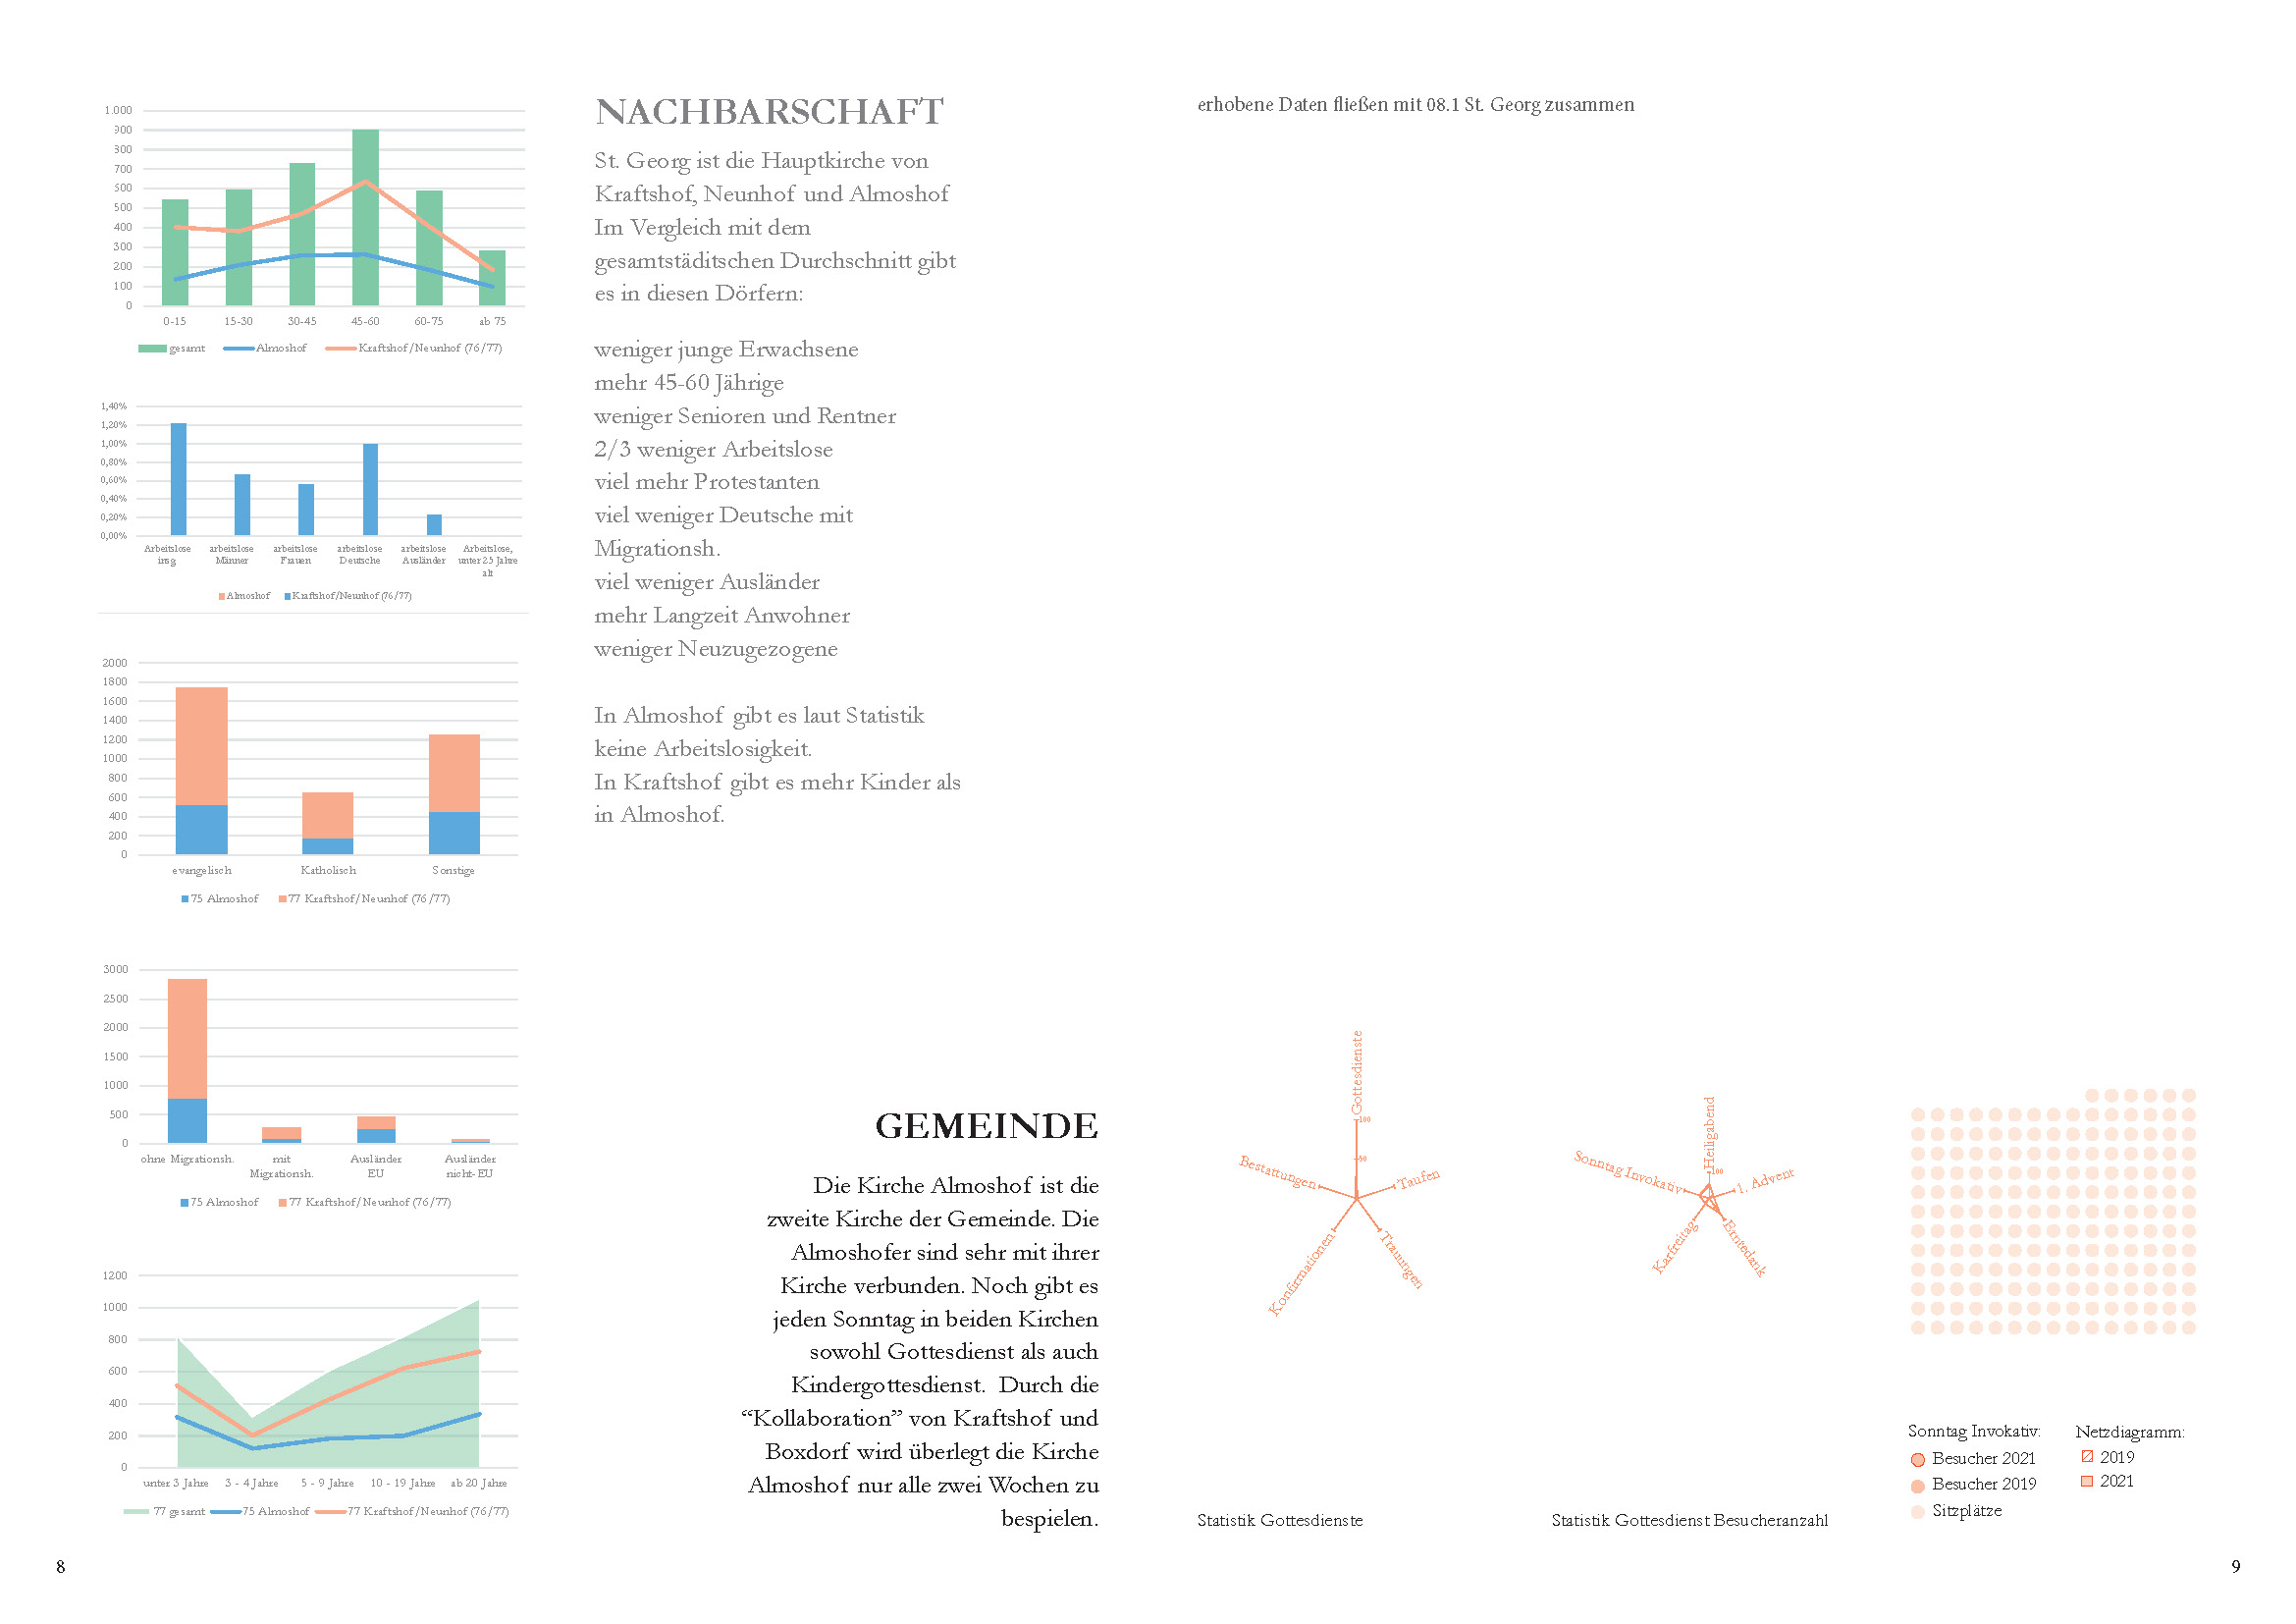 1.000
900
800
700
600
500
400
300
200
100
0
0-15 15-30 30-45 45-60 60-75 ab 75
gesamt Almoshof Kraftshof/Neunhof (76/77)
1,40%
1,20%
1,00%
0,80%
0,60%
0,40%
0,20%
0,00%
Arbeitslose insg.
arbeitslose Männer
arbeitslose Frauen
arbeitslose Deutsche
arbeitslose Ausländer
Arbeitslose, unter 25 Jahre alt
Almoshof Kraftshof/Neunhof (76/77)
2000
1800
1600
1400
1200
1000
800
600
400
200
0
evangelisch Katholisch Sonstige
75 Almoshof 77 Kraftshof/Neunhof (76/77)
3000
2500
2000
1500
1000
500
0
ohne Migrationsh.
mit Migrationsh.
Ausländer EU
Ausländer nicht-EU
75 Almoshof 77 Kraftshof/Neunhof (76/77)
1200
1000
800
600
400
200
0
unter 3 Jahre 3 - 4 Jahre 5 - 9 Jahre 10 - 19 Jahre ab 20 Jahre
77 gesamt 75 Almoshof 77 Kraftshof/Neunhof (76/77)
8
NACHBARSCHAFT
St. Georg ist die Hauptkirche von
Kraftshof, Neunhof und Almoshof
Im Vergleich mit dem
gesamtstäditschen Durchschnitt gibt
es in diesen Dörfern:
weniger junge Erwachsene
mehr 45-60 Jährige
weniger Senioren und Rentner
2/3 weniger Arbeitslose
viel mehr Protestanten
viel weniger Deutsche mit
Migrationsh.
viel weniger Ausländer
mehr Langzeit Anwohner
weniger Neuzugezogene
In Almoshof gibt es laut Statistik
keine Arbeitslosigkeit.
In Kraftshof gibt es mehr Kinder als
in Almoshof.
GEMEINDE
Die Kirche Almoshof ist die
zweite Kirche der Gemeinde. Die
Almoshofer sind sehr mit ihrer
Kirche verbunden. Noch gibt es
jeden Sonntag in beiden Kirchen
sowohl Gottesdienst als auch
Kindergottesdienst. Durch die
“Kollaboration” von Kraftshof und
Boxdorf wird überlegt die Kirche
Almoshof nur alle zwei Wochen zu
bespielen.
erhobene Daten fließen mit 08.1 St. Georg zusammen
Gottesdienste
100
50
Bestattungen
Taufen
Konfirmationen
Trauungen
Statistik Gottesdienste
Heiligabend
100
Sonntag Invokativ
1. Advent
Karfreitag
Erntedank
Statistik Gottesdienst Besucheranzahl
Sonntag Invokativ:
Besucher 2021
Besucher 2019
Sitzplätze
Netzdiagramm:
2019
2021
9